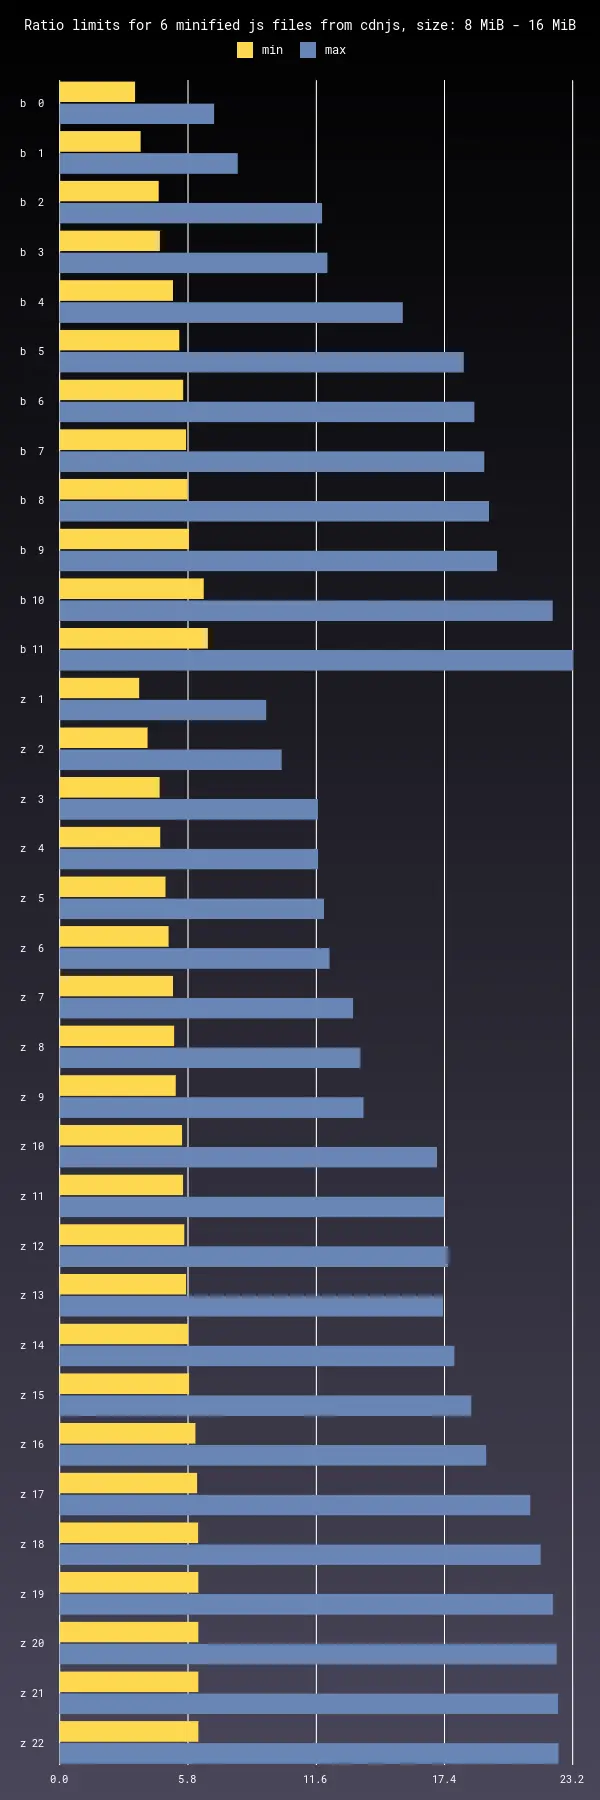 Ratio limits for 6 minified js files from cdnjs, size: 8 MiB - 16 MiB
min max
b 0
b 1
b 2
b 3
b 4
b 5
b 6
b 7
b 8
b 9
b 10
b 11
z 1
z 2
z 3
z 4
z 5
z 6
z 7
z 8
z 9
z 10
z 11
z 12
z 13
z 14
z 15
z 16
z 17
z 18
z 19
z 20
z 21
z 22
0.0 5.8 11.6 17.4 23.2